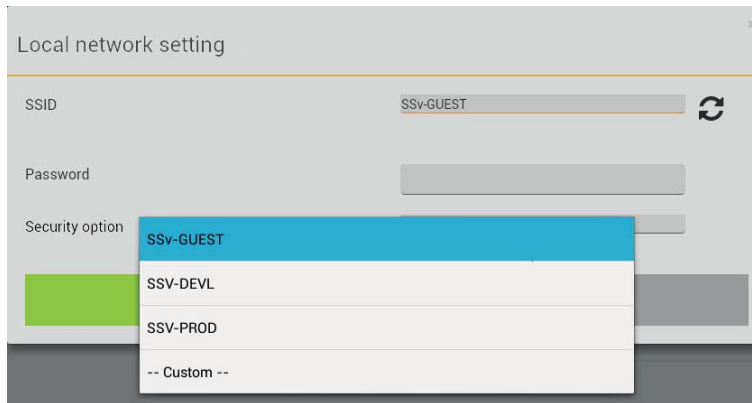 Local network setting
SSID SSv-GUEST
Password
Security option
SSv-GUEST
SSV-DEVL
SSV-PROD
-- Custom --